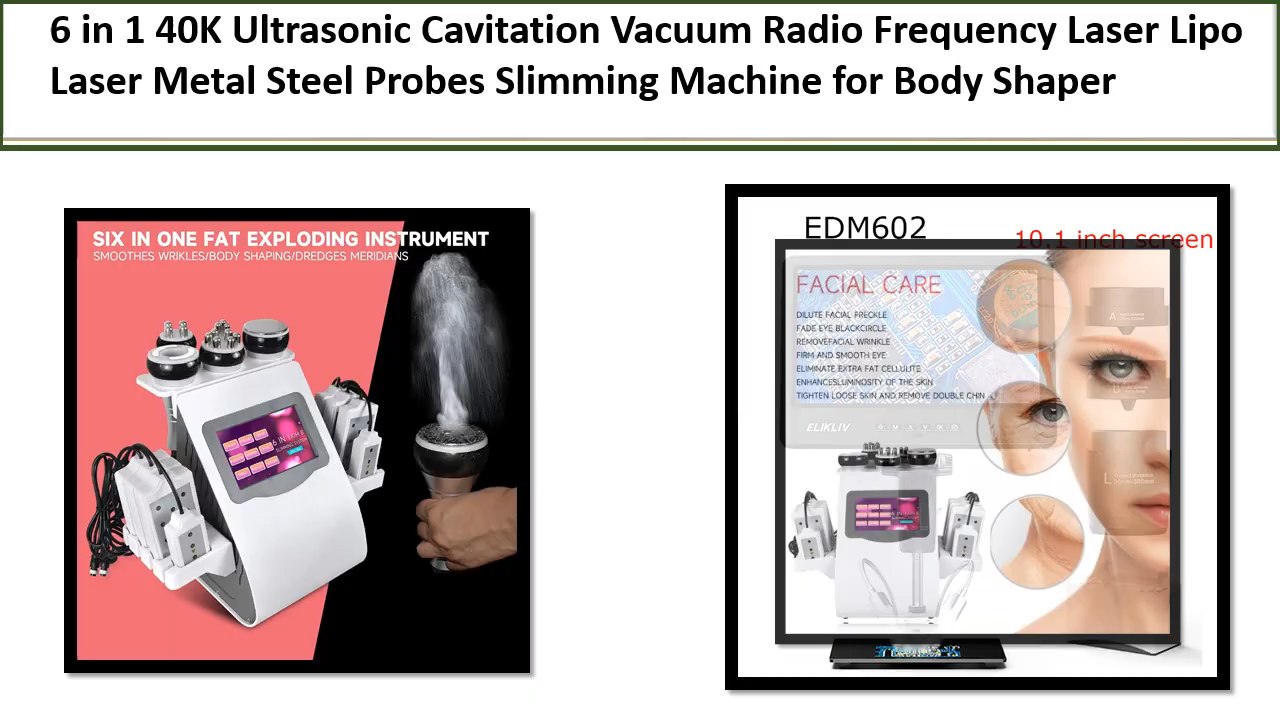 6 in 1 40K Ultrasonic Cavitation Vacuum Radio Frequency Laser Lipo
Laser Metal Steel Probes Slimming Machine for Body Shaper
SIX IN ONE FAT EXPLODING INSTRUMENT
SMOOTHES WRIKLES/BODY SHAPING/DREDGES MERIDIANS
6 IN 1
EDM602
10.1 inch screen
FACIAL CARE
DILUTE FACIAL FRECKLE
FADE EYE BLACKCIRCLE
REMOVEFACIAL WRINKLE
FIRM AND SMOOTH EYE
ELIMINATE EXTRA FAT CELLULITE
ENHANCESLUMINOSITY OF THE SKIN
TIGHTEN LOOSE SKIN AND REMOVE DOUBLE CHIN
ELIKLIV
A
L